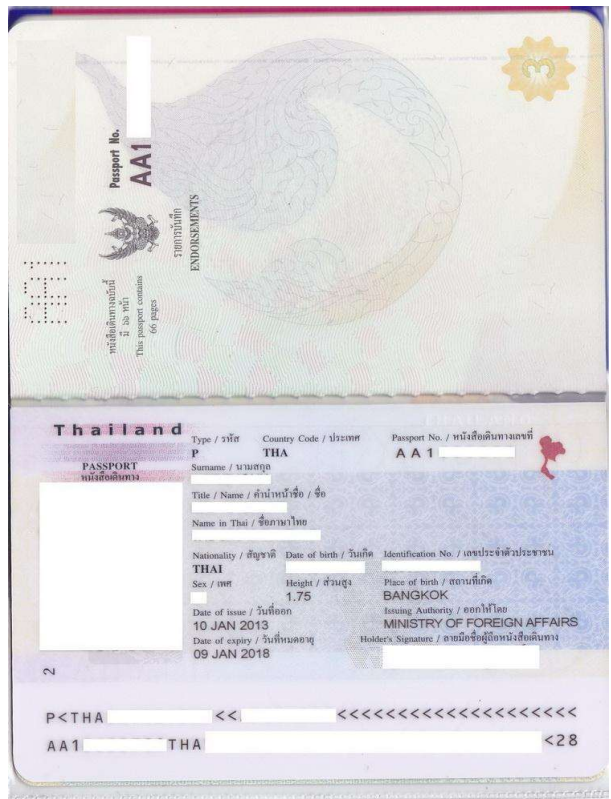 Passport No.
AA1
รายการบันทึก
ENDORSEMENTS
หนังสือเดินทางฉบับนี้
มี ๖๖ หน้า
This passport contains
66 pages
Thailand
PASSPORT
หนังสือเดินทาง
Type / รหัส Country Code / ประเทศ Passport No. / หนังสือเดินทางเลขที่
P THA AA1
Surname / นามสกุล
Title / Name / คำนำหน้าชื่อ / ชื่อ
Name in Thai / ชื่อภาษาไทย
Nationality / สัญชาติ Date of birth / วันเกิด Identification No. / เลขประจำตัวประชาชน
THAI
Sex / เพศ Height / ส่วนสูง Place of birth / สถานที่เกิด
1.75 BANGKOK
Date of issue / วันที่ออก Issuing Authority / ออกให้โดย
10 JAN 2013 MINISTRY OF FOREIGN AFFAIRS
Date of expiry / วันที่หมดอายุ Holder's Signature / ลายมือชื่อผู้ถือหนังสือเดินทาง
09 JAN 2018
2
P<THA << <<<<<<<<<<<<<<<<<<<<
AA1 THA <28